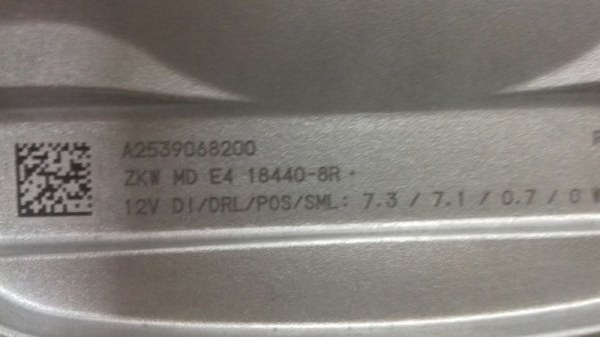 A2539068200
R
ZKW MD E4 18440-8R
12V DI/DRL/POS/SML: 7.3 / 7.1 / 0.7 / 0 W